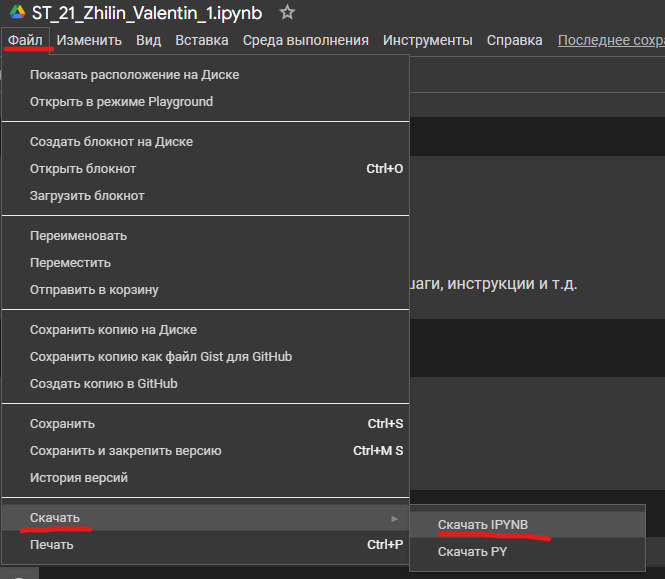 ST_21_Zhilin_Valentin_1.ipynb
Файл Изменить Вид Вставка Среда выполнения Инструменты Справка Последнее сохра
Показать расположение на Диске
Открыть в режиме Playground
Создать блокнот на Диске
Открыть блокнот Ctrl+O
Загрузить блокнот
Переименовать
Переместить
Отправить в корзину
шаги, инструкции и т.д.
Сохранить копию на Диске
Сохранить копию как файл Gist для GitHub
Создать копию в GitHub
Сохранить Ctrl+S
Сохранить и закрепить версию Ctrl+M S
История версий
Скачать
Скачать IPYNB
Печать Ctrl+P
Скачать PY